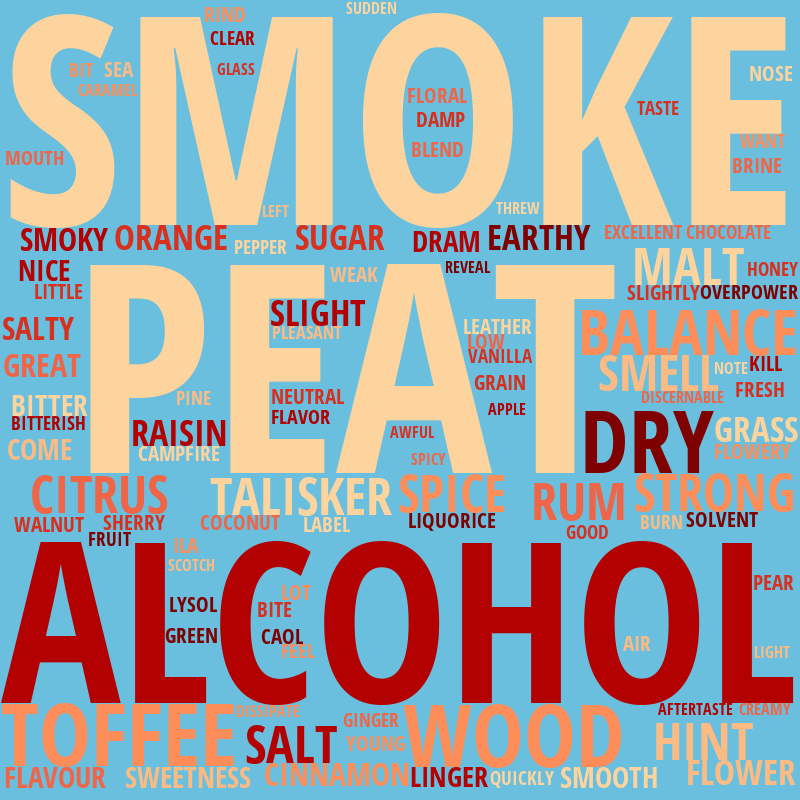 SUDDEN
RIND
SMOKE
CLEAR
BIT SEA
GLASS
NOSE
CARAMEL
FLORAL
TASTE
DAMP
WANT
BLEND
MOUTH
BRINE
LEFT
THREW
SMOKY ORANGE PEPPER SUGAR DRAM EARTHY EXCELLENT CHOCOLATE
NICE
WEAK
REVEAL
MALT HONEY
LITTLE
SLIGHTLY OVERPOWER
PEAT
SLIGHT
SALTY
PLEASANT
LEATHER
BALANCE
LOW
VANILLA
GREAT
SMELL NOTE KILL
GRAIN
BITTER
PINE
NEUTRAL
DISCERNABLE FRESH
APPLE
BITTERISH
FLAVOR
RAISIN
AWFUL
DRY GRASS
COME
CAMPFIRE
SPICY
FLOWERY
CITRUS TALISKER SPICE RUM STRONG
WALNUT SHERRY COCONUT LABEL LIQUORICE BURN SOLVENT
FRUIT
GOOD
ILA
SCOTCH
ALCOHOL
PEAR
LOT
LYSOL BITE
GREEN CAOL
FEEL
AIR
LIGHT
TOFFEE DISSIPATE WOOD AFTERTASTE CREAMY
GINGER
SALT YOUNG
HINT
FLAVOUR SWEETNESS CINNAMON LINGER QUICKLY SMOOTH FLOWER